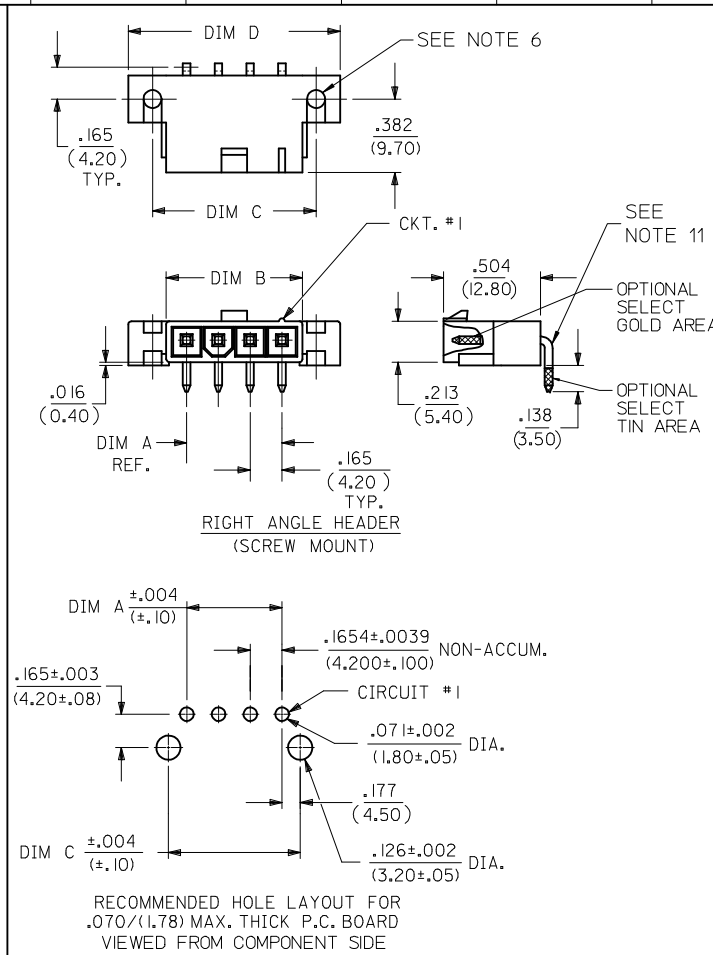 DIM D
SEE NOTE 6
.165
(4.20)
TYP.
.382
(9.70)
DIM C
CKT. #1
SEE
NOTE 11
DIM B
.504
(12.80)
OPTIONAL
SELECT
GOLD AREA
.016
(0.40)
.213
(5.40)
OPTIONAL
SELECT
TIN AREA
.138
(3.50)
DIM A
REF.
.165
(4.20)
TYP.
RIGHT ANGLE HEADER
(SCREW MOUNT)
DIM A ±.004
(±.10)
.1654±.0039
(4.200±.100) NON-ACCUM.
.165±.003
(4.20±.08)
CIRCUIT #1
.071±.002
(1.80±.05) DIA.
.177
(4.50)
DIM C ±.004
(±.10)
.126±.002
(3.20±.05) DIA.
RECOMMENDED HOLE LAYOUT FOR
.070/(1.78) MAX. THICK P.C. BOARD
VIEWED FROM COMPONENT SIDE